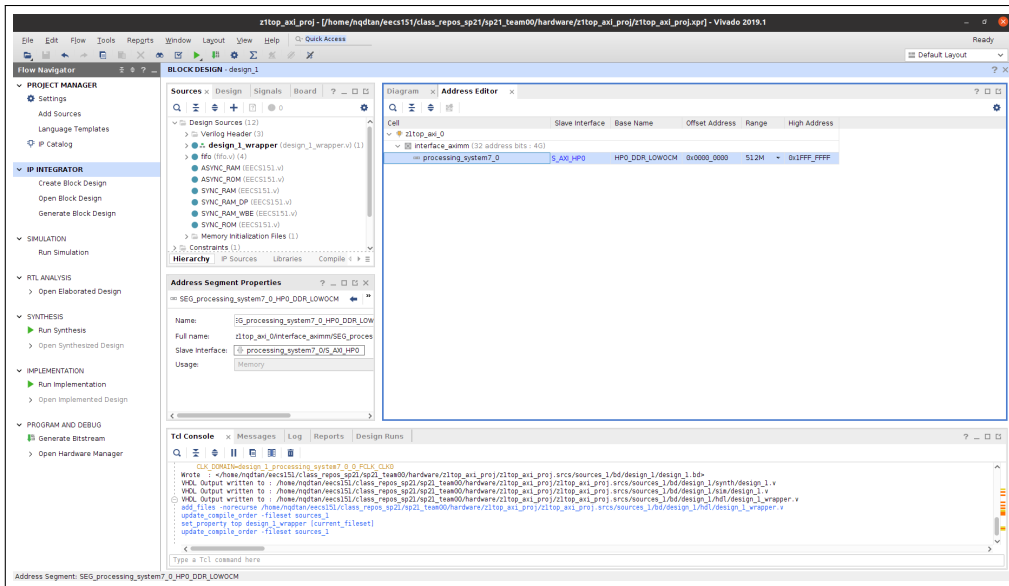 z1top_axi_proj - [/home/nqdtan/eecs151/class_repos_sp21/sp21_team00/hardware/z1top_axi_proj/z1top_axi_proj.xpr] - Vivado 2019.1
File Edit Flow Tools Reports Window Layout View Help Quick Access
Ready
Default Layout
Flow Navigator
PROJECT MANAGER
Settings
Add Sources
Language Templates
IP Catalog
IP INTEGRATOR
Create Block Design
Open Block Design
Generate Block Design
SIMULATION
Run Simulation
RTL ANALYSIS
Open Elaborated Design
SYNTHESIS
Run Synthesis
Open Synthesized Design
IMPLEMENTATION
Run Implementation
Open Implemented Design
PROGRAM AND DEBUG
Generate Bitstream
Open Hardware Manager
BLOCK DESIGN - design_1
Sources Design Signals Board
0
Design Sources (12)
Verilog Header (3)
design_1_wrapper (design_1_wrapper.v) (1)
fifo (fifo.v) (4)
ASYNC_RAM (EECS151.v)
ASYNC_ROM (EECS151.v)
SYNC_RAM (EECS151.v)
SYNC_RAM_DP (EECS151.v)
SYNC_RAM_WBE (EECS151.v)
SYNC_ROM (EECS151.v)
Memory Initialization Files (1)
Constraints (1)
Hierarchy IP Sources Libraries Compile
Address Segment Properties
SEG_processing_system7_0_HP0_DDR_LOWOCM
Name: EG_processing_system7_0_HP0_DDR_LOW
Full name: z1top_axi_0/interface_aximm/SEG_proces
Slave Interface: processing_system7_0/S_AXI_HP0
Usage: Memory
Diagram Address Editor
Cell Slave Interface Base Name Offset Address Range High Address
z1top_axi_0
interface_aximm (32 address bits : 4G)
processing_system7_0 S_AXI_HP0 HP0_DDR_LOWOCM 0x0000_0000 512M 0x1FFF_FFFF
Tcl Console Messages Log Reports Design Runs
CLK_DOMAIN=design_1_processing_system7_0_0_FCLK_CLK0
Wrote : </home/nqdtan/eecs151/class_repos_sp21/sp21_team00/hardware/z1top_axi_proj/z1top_axi_proj.srcs/sources_1/bd/design_1/design_1.bd>
VHDL Output written to : /home/nqdtan/eecs151/class_repos_sp21/sp21_team00/hardware/z1top_axi_proj/z1top_axi_proj.srcs/sources_1/bd/design_1/synth/design_1.v
VHDL Output written to : /home/nqdtan/eecs151/class_repos_sp21/sp21_team00/hardware/z1top_axi_proj/z1top_axi_proj.srcs/sources_1/bd/design_1/sim/design_1.v
VHDL Output written to : /home/nqdtan/eecs151/class_repos_sp21/sp21_team00/hardware/z1top_axi_proj/z1top_axi_proj.srcs/sources_1/bd/design_1/hdl/design_1_wrapper.v
add_files -norecurse /home/nqdtan/eecs151/class_repos_sp21/sp21_team00/hardware/z1top_axi_proj/z1top_axi_proj.srcs/sources_1/bd/design_1/hdl/design_1_wrapper.v
update_compile_order -fileset sources_1
set_property top design_1_wrapper [current_fileset]
update_compile_order -fileset sources_1
Type a Tcl command here
Address Segment: SEG_processing_system7_0_HP0_DDR_LOWOCM